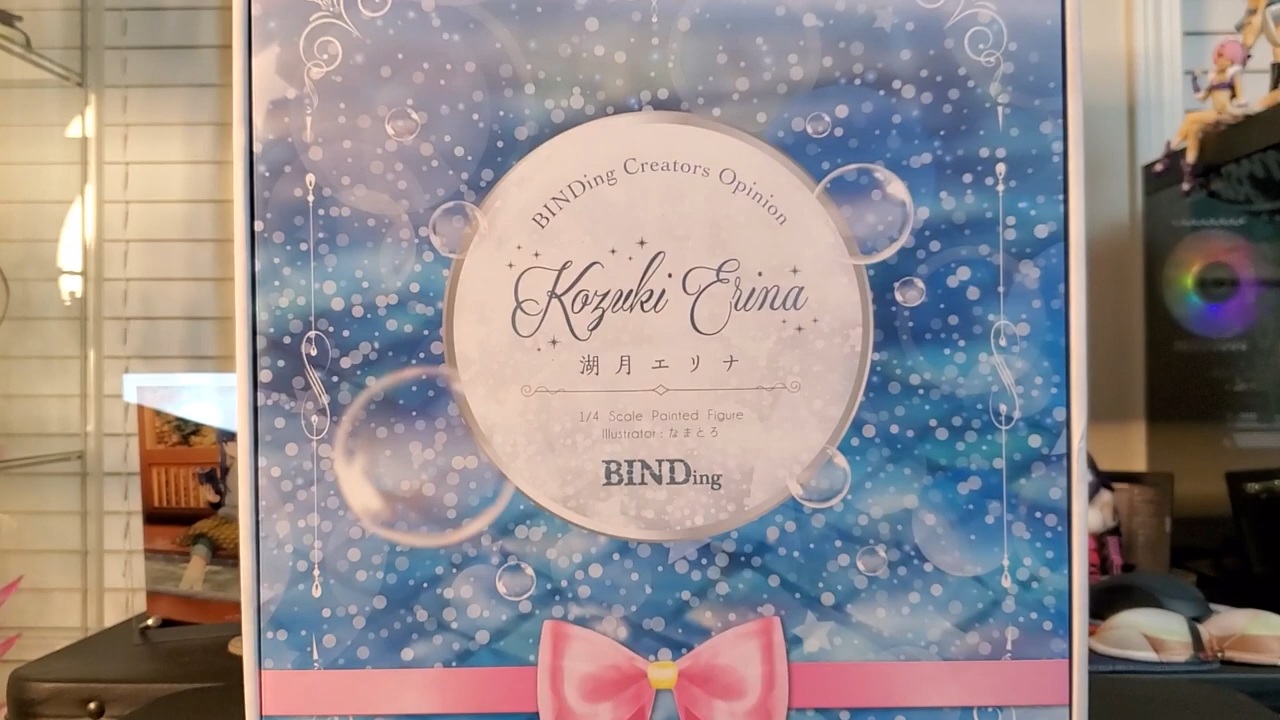 BINDing Creators Opinion
Kozuki Erina
湖月エリナ
1/4 Scale Painted Figure
Illustrator : なまとろ
BINDing